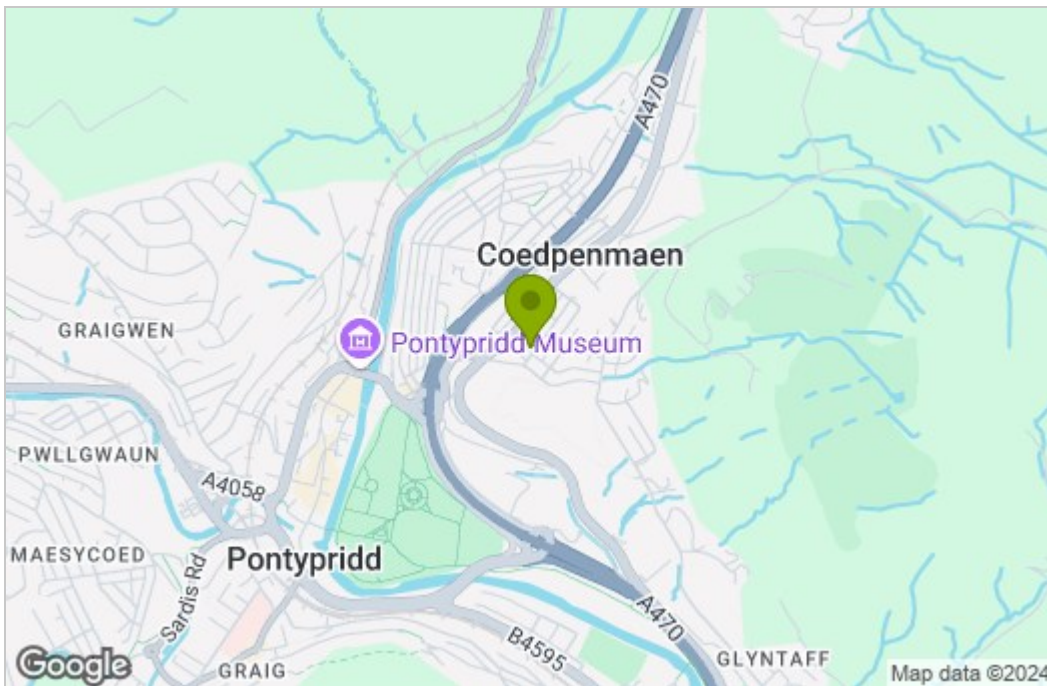 A470
Coedpenmaen
GRAIGWEN
Pontypridd Museum
PWLLGWAUN
A4058
MAESYCOED
Pontypridd
Sardis Rd
A470
B4595
GLYNTAFF
GRAIG
Google
Map data ©2024